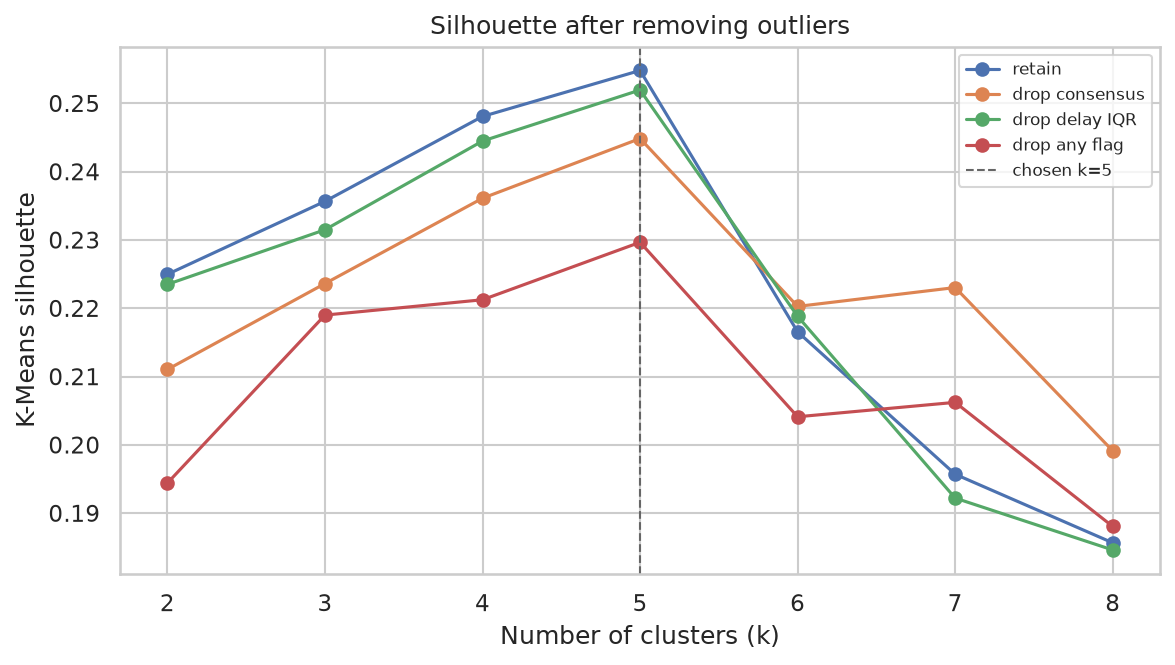 Silhouette after removing outliers
K-Means silhouette
0.25
0.24
0.23
0.22
0.21
0.20
0.19
2 3 4 5 6 7 8
Number of clusters (k)
retain
drop consensus
drop delay IQR
drop any flag
chosen k=5